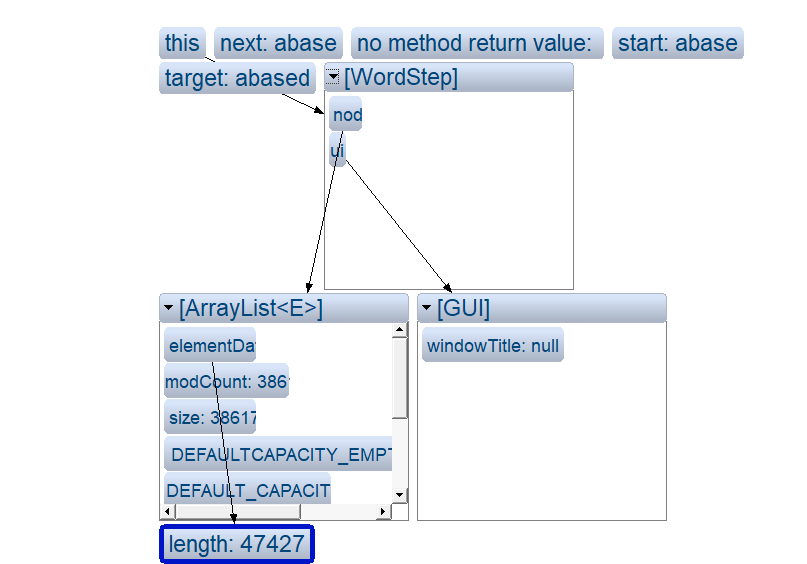 this next: abase no method return value: start: abase
target: abased [WordStep]
nod
ui
[ArrayList<E>] [GUI]
elementDa windowTitle: null
modCount: 386
size: 38617
DEFAULTCAPACITY_EMPT
DEFAULT_CAPACIT
length: 47427